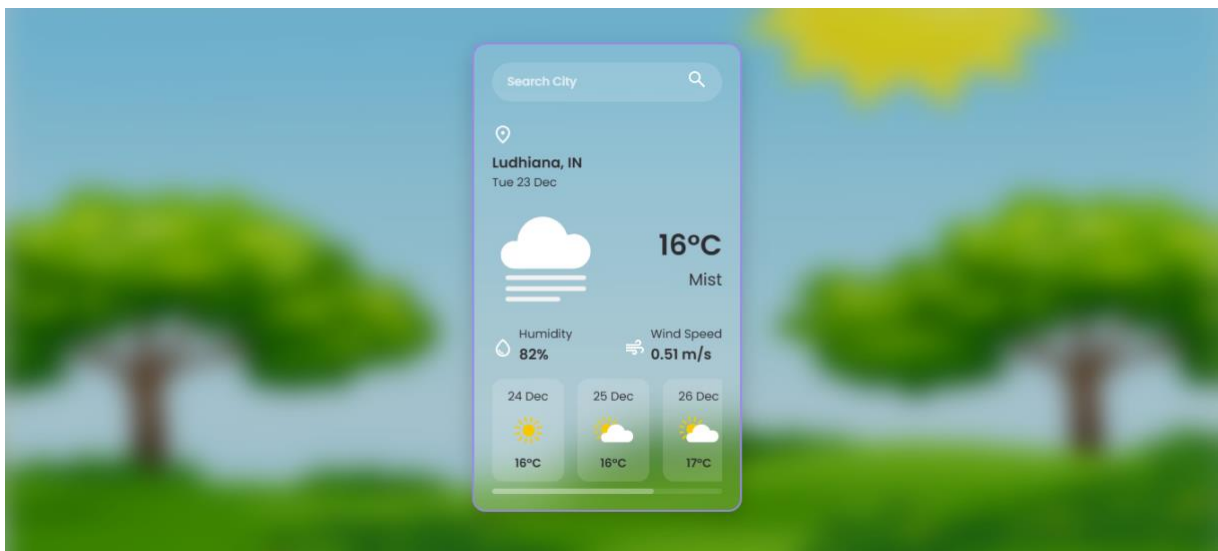 Search City
Ludhiana, IN
Tue 23 Dec
16°C
Mist
Humidity
82%
Wind Speed
0.51 m/s
24 Dec
25 Dec
26 Dec
16°C
16°C
17°C